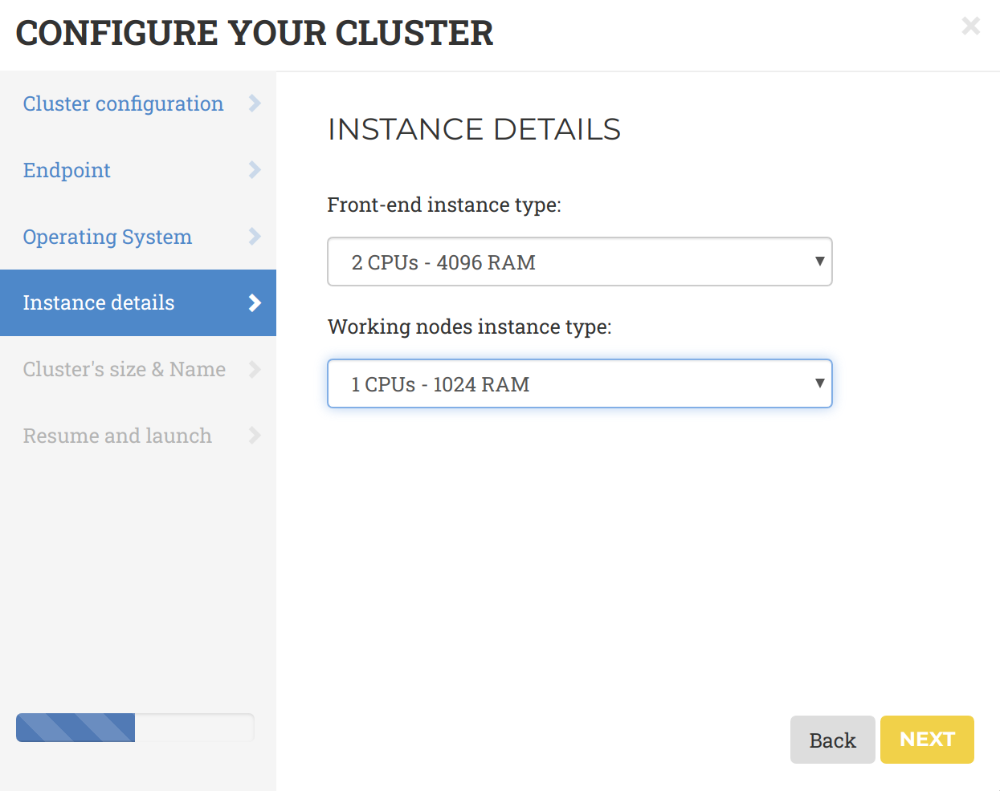 CONFIGURE YOUR CLUSTER
Cluster configuration
Endpoint
Operating System
Instance details
Cluster's size & Name
Resume and launch
INSTANCE DETAILS
Front-end instance type:
2 CPUs - 4096 RAM
Working nodes instance type:
1 CPUs - 1024 RAM
Back
NEXT